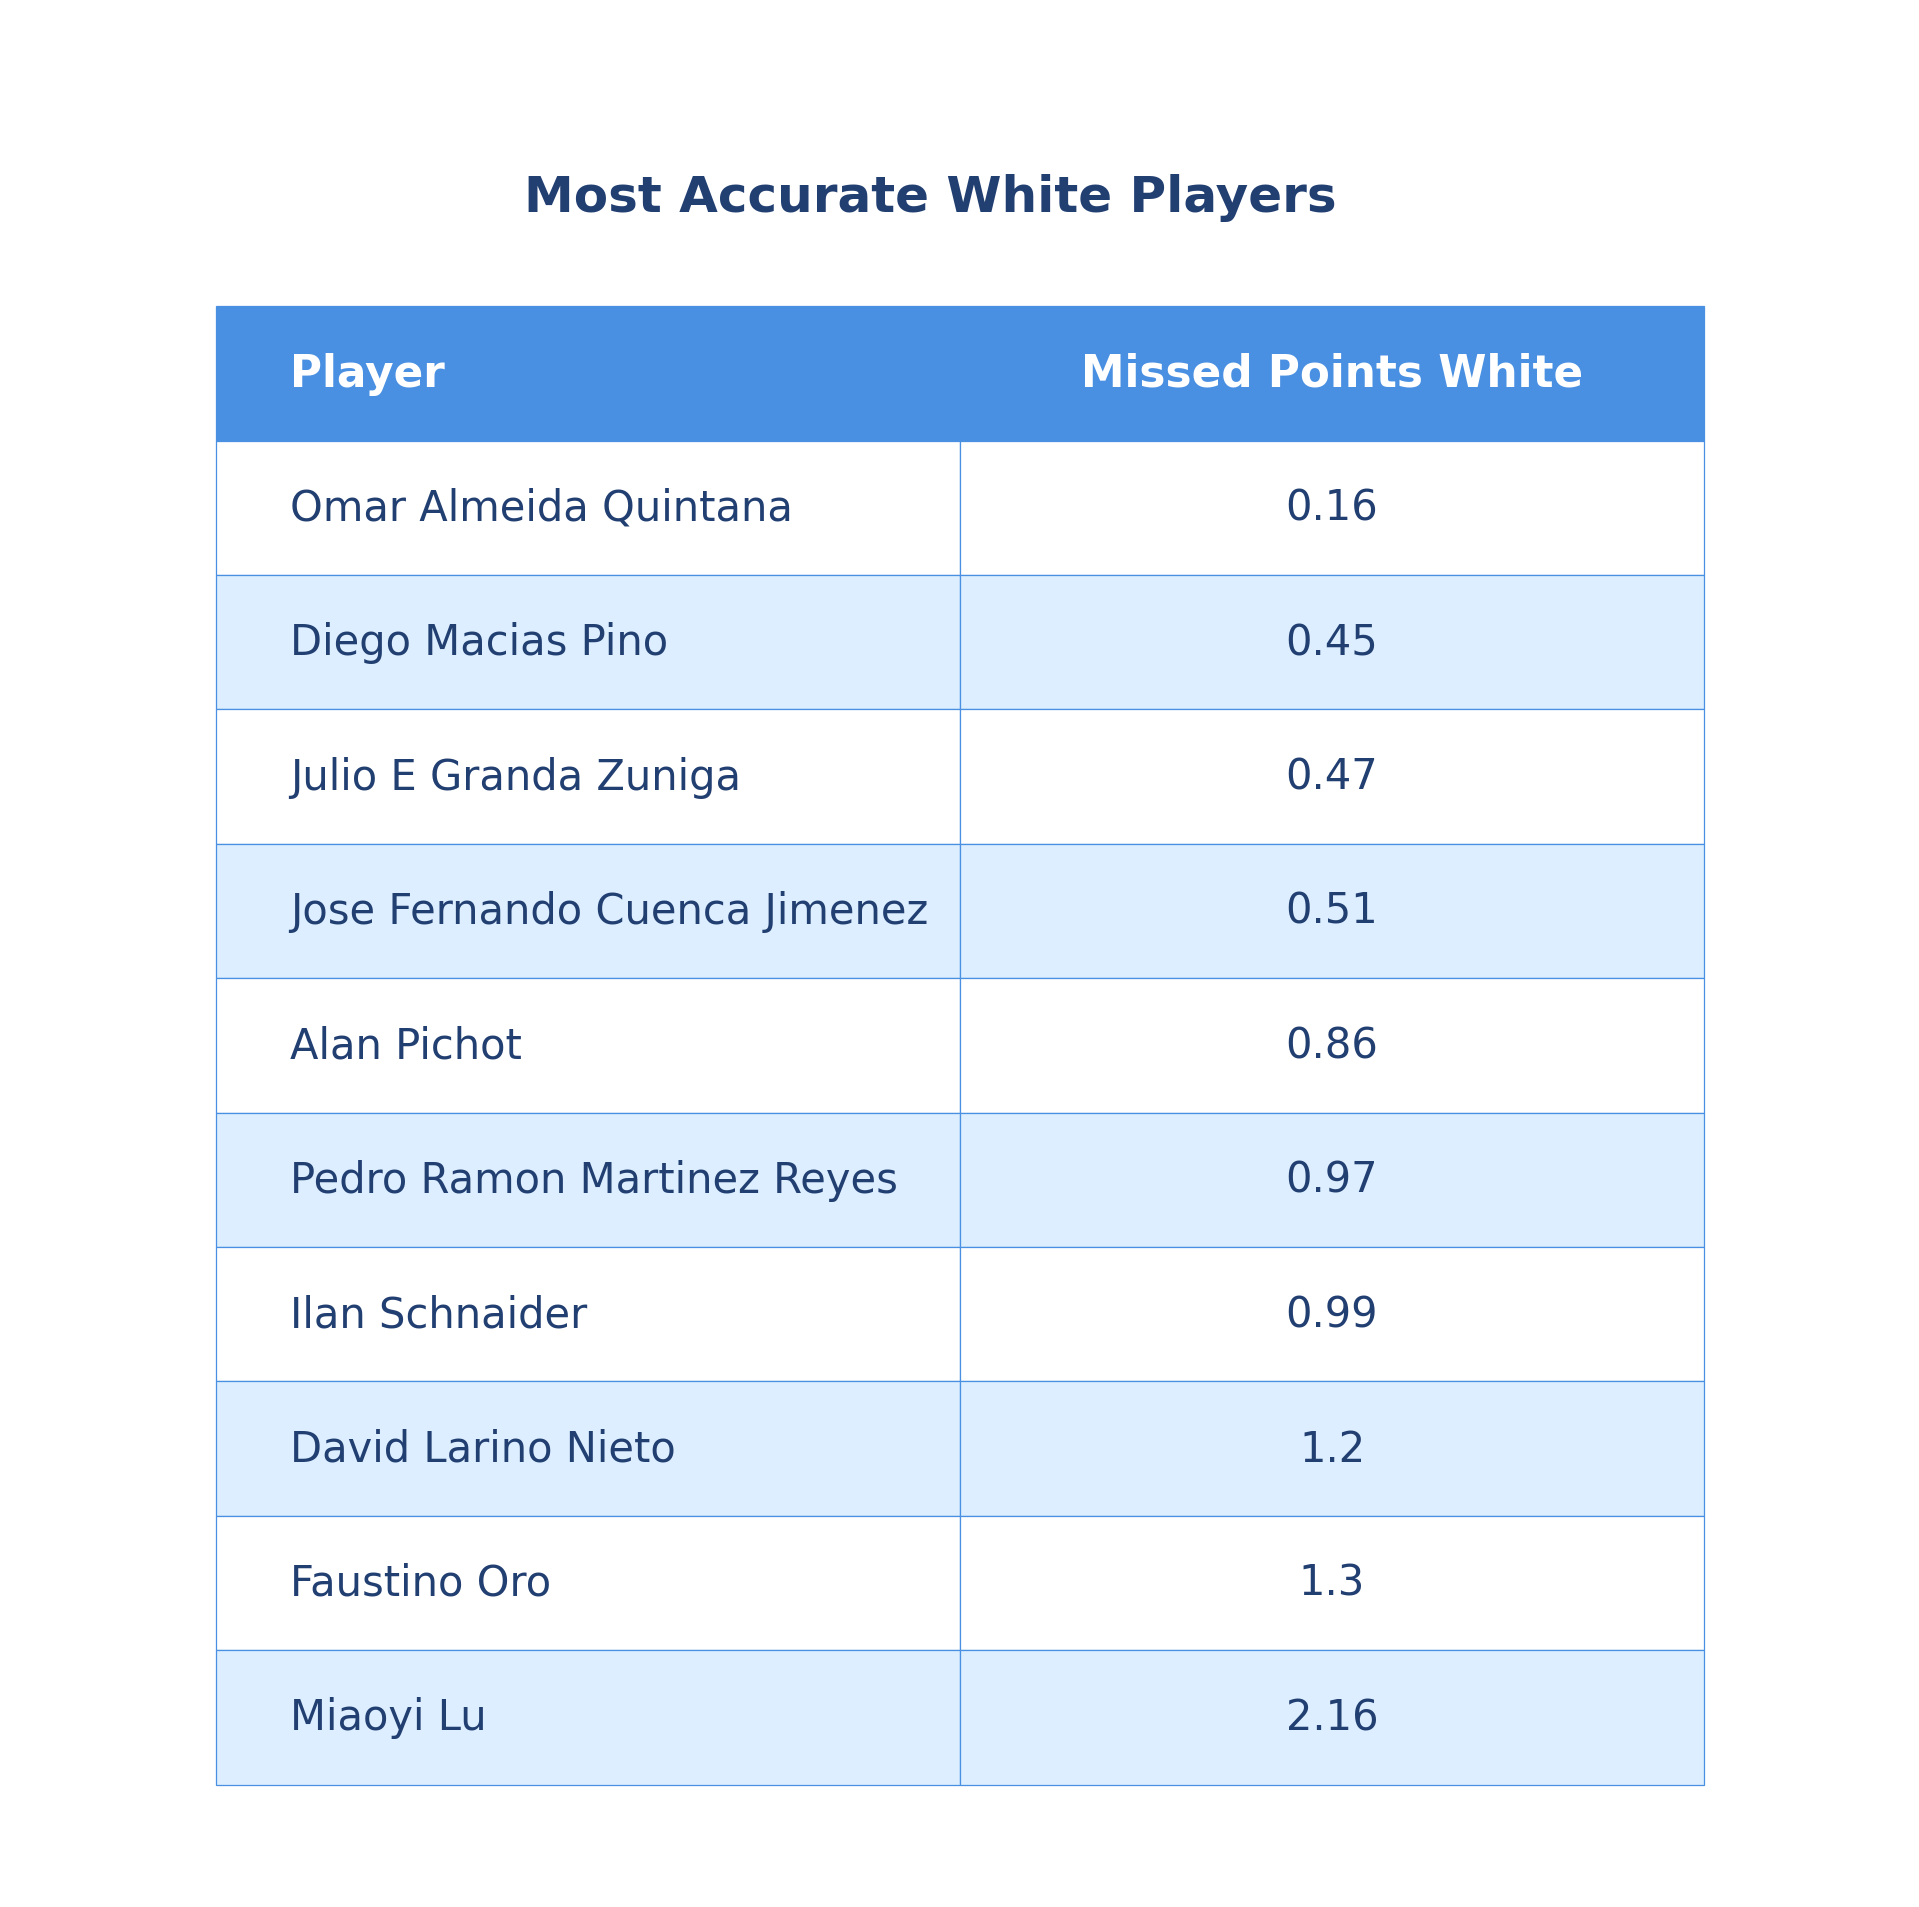 Most Accurate White Players
Player Missed Points White
Omar Almeida Quintana 0.16
Diego Macias Pino 0.45
Julio E Granda Zuniga 0.47
Jose Fernando Cuenca Jimenez 0.51
Alan Pichot 0.86
Pedro Ramon Martinez Reyes 0.97
Ilan Schnaider 0.99
David Larino Nieto 1.2
Faustino Oro 1.3
Miaoyi Lu 2.16